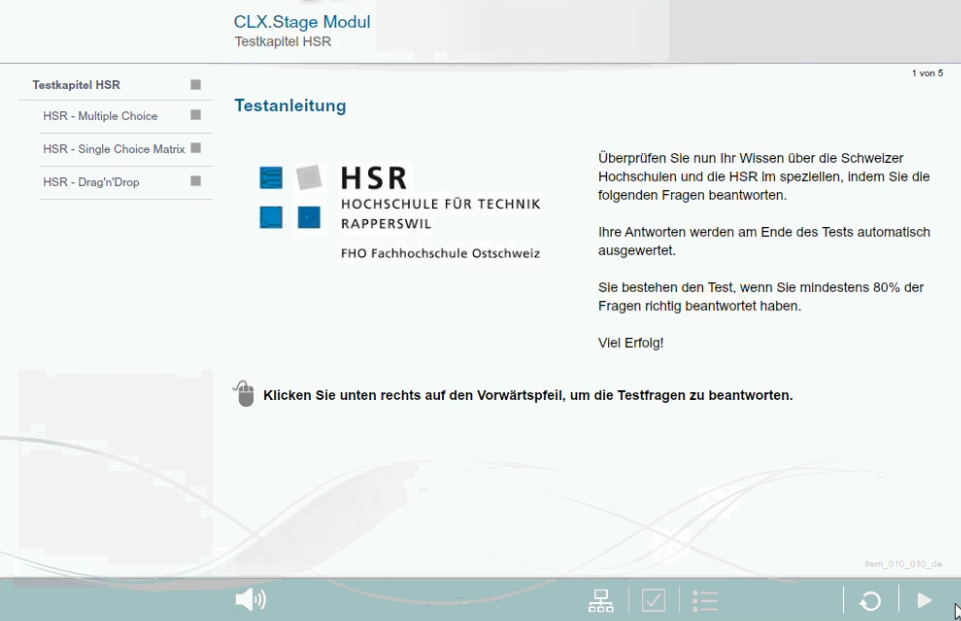 CLX.Stage Modul
Testkapitel HSR
1 von 5
Testkapitel HSR
HSR - Multiple Choice
HSR - Single Choice Matrix
HSR - Drag'n'Drop
Testanleitung
HSR
HOCHSCHULE FÜR TECHNIK
RAPPERSWIL
FHO Fachhochschule Ostschweiz
Überprüfen Sie nun Ihr Wissen über die Schweizer
Hochschulen und die HSR im speziellen, indem Sie die
folgenden Fragen beantworten.
Ihre Antworten werden am Ende des Tests automatisch
ausgewertet.
Sie bestehen den Test, wenn Sie mindestens 80% der
Fragen richtig beantwortet haben.
Viel Erfolg!
Klicken Sie unten rechts auf den Vorwärtspfeil, um die Testfragen zu beantworten.
item_010_010_de